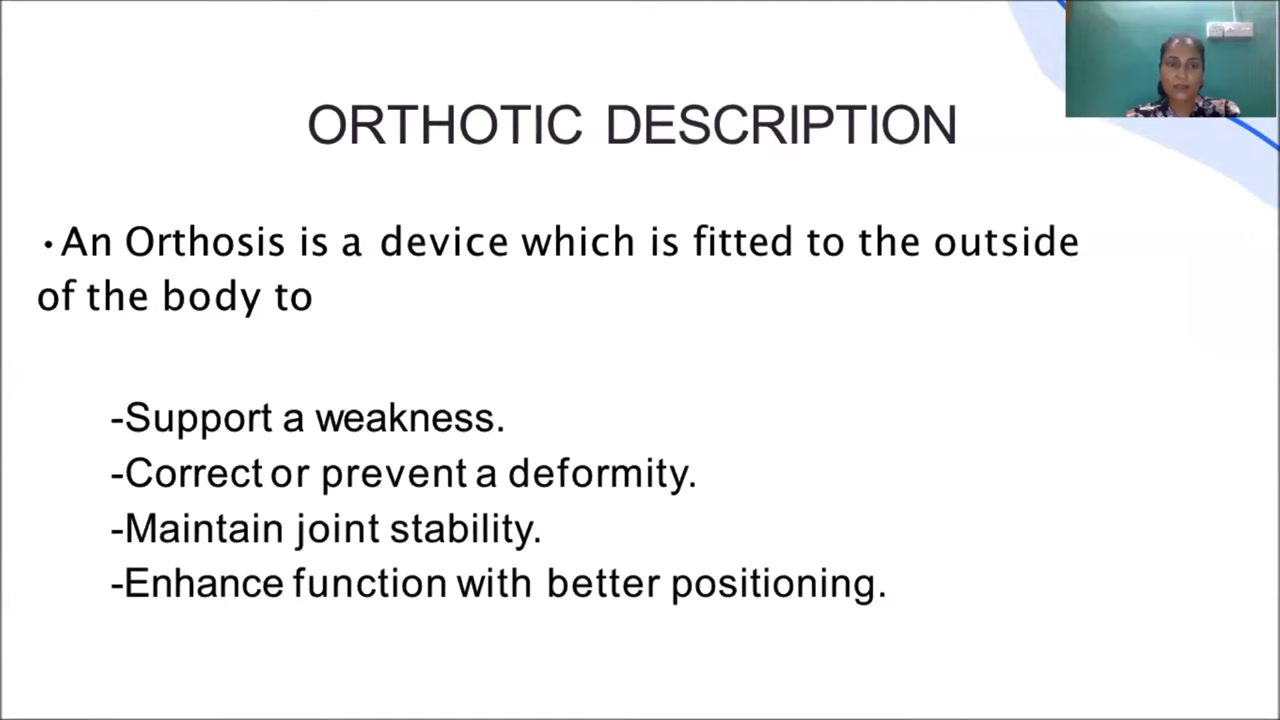 ORTHOTIC DESCRIPTION
• An Orthosis is a device which is fitted to the outside
of the body to
-Support a weakness.
-Correct or prevent a deformity.
-Maintain joint stability.
-Enhance function with better positioning.